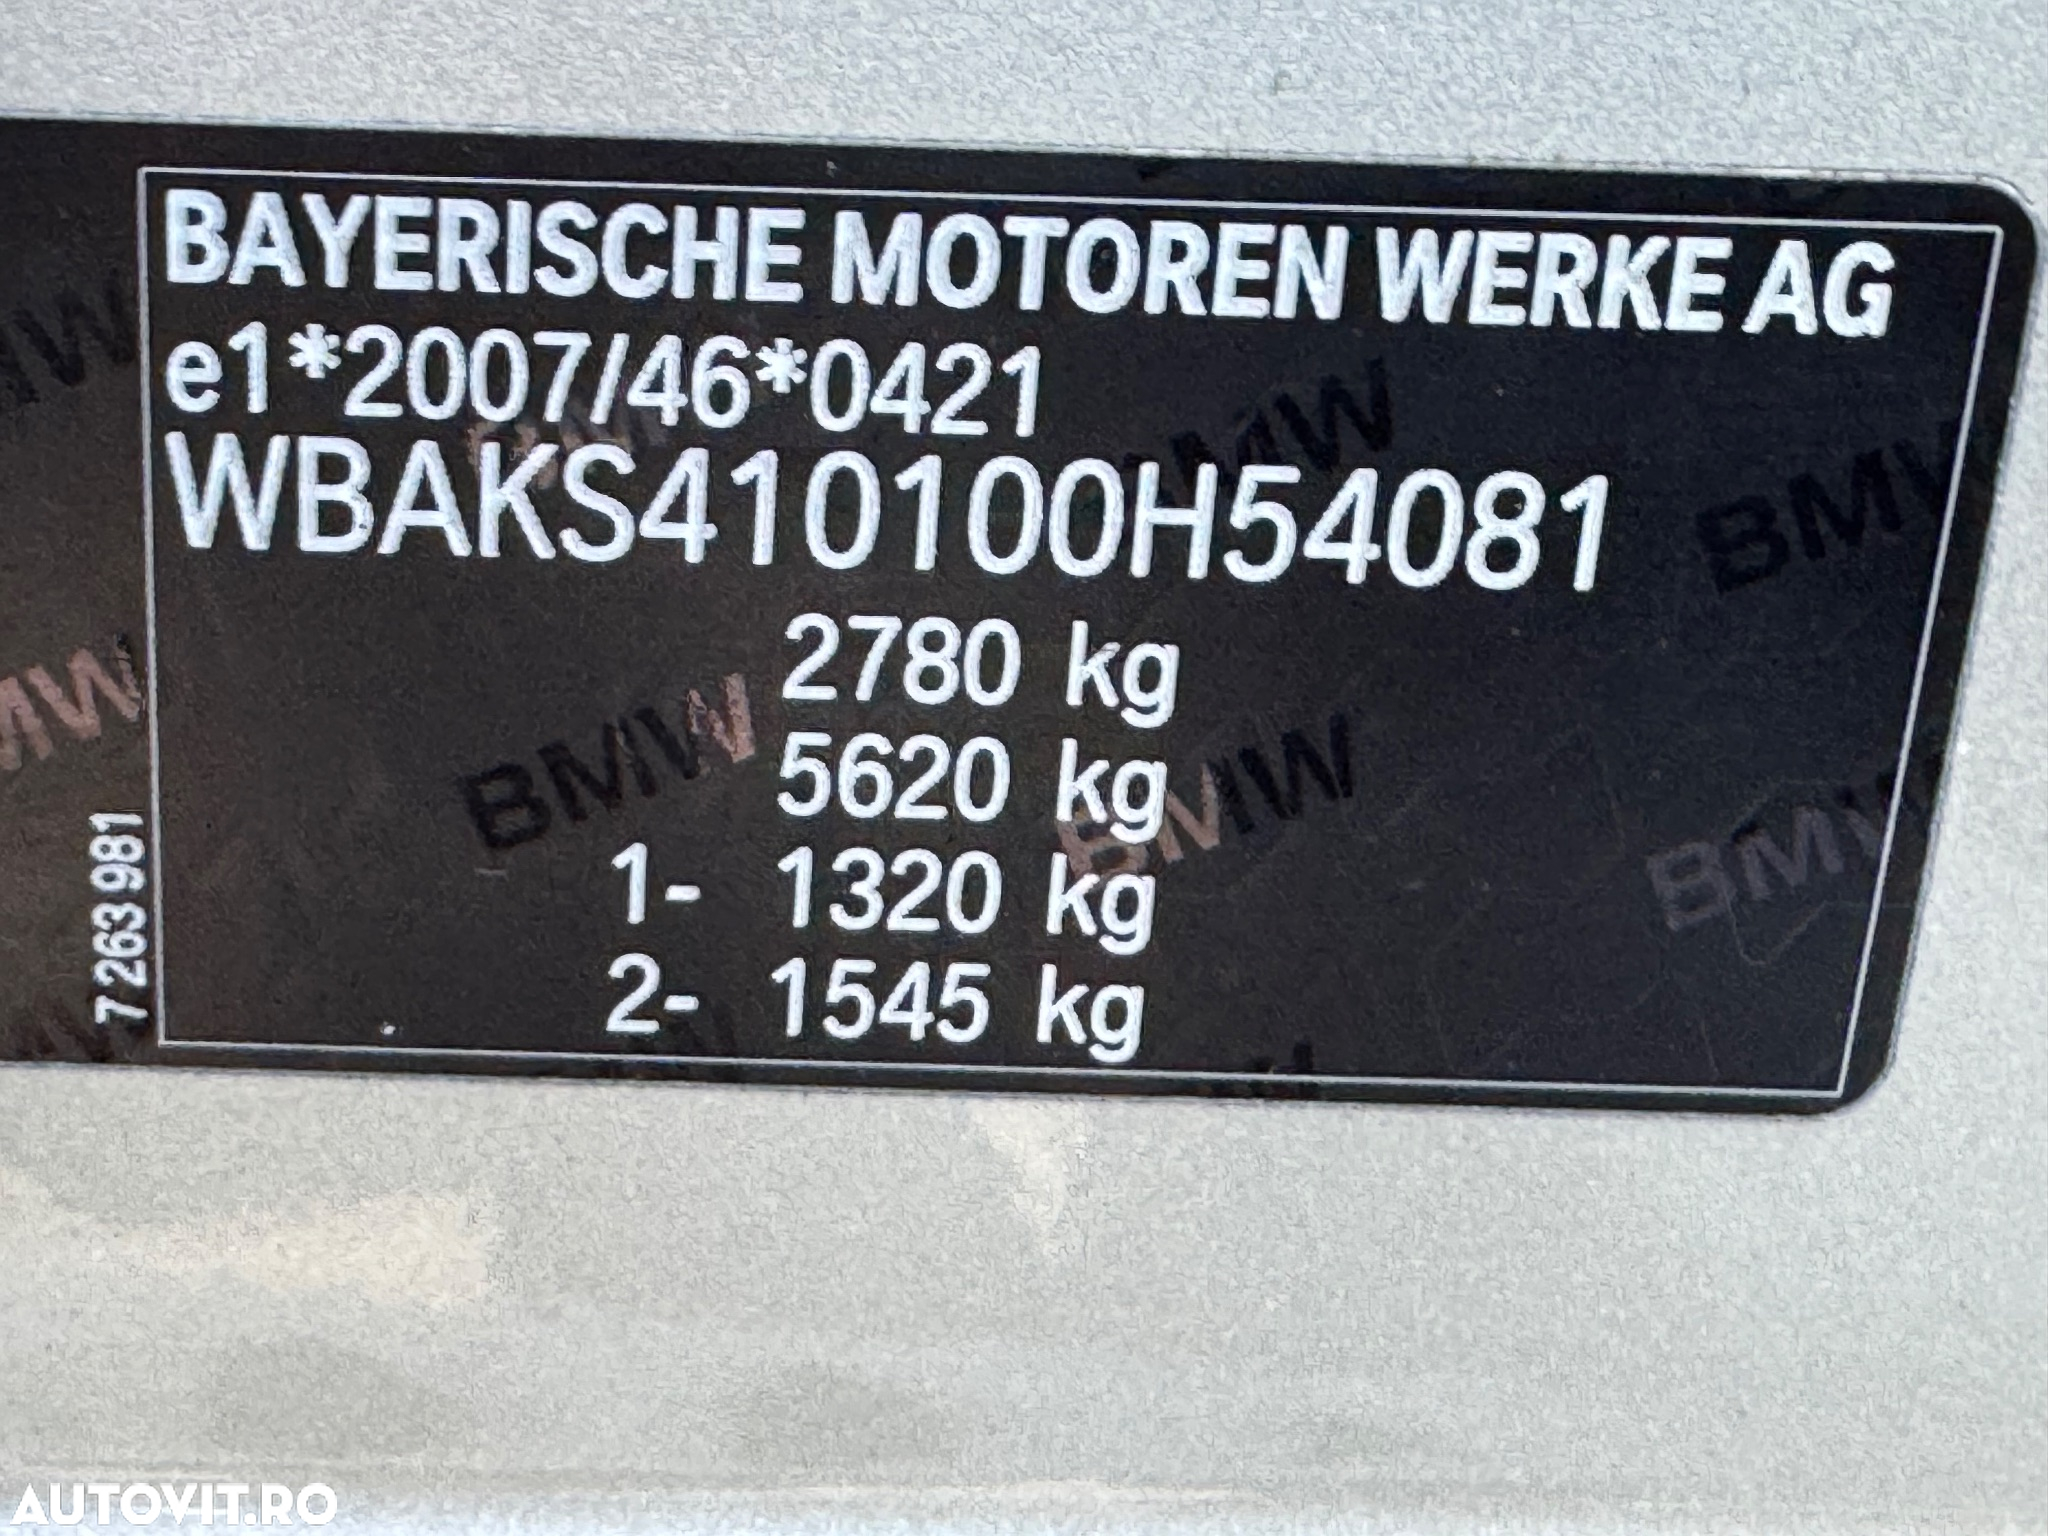 BAYERISCHE MOTOREN WERKE AG
e1*2007/46*0421
WBAKS410100H54081
2780 kg
5620 kg
1- 1320 kg
2- 1545 kg
7 263 981
BMW
BMW
BMW
BMW
BMW
BMW
AUTOVIT.RO